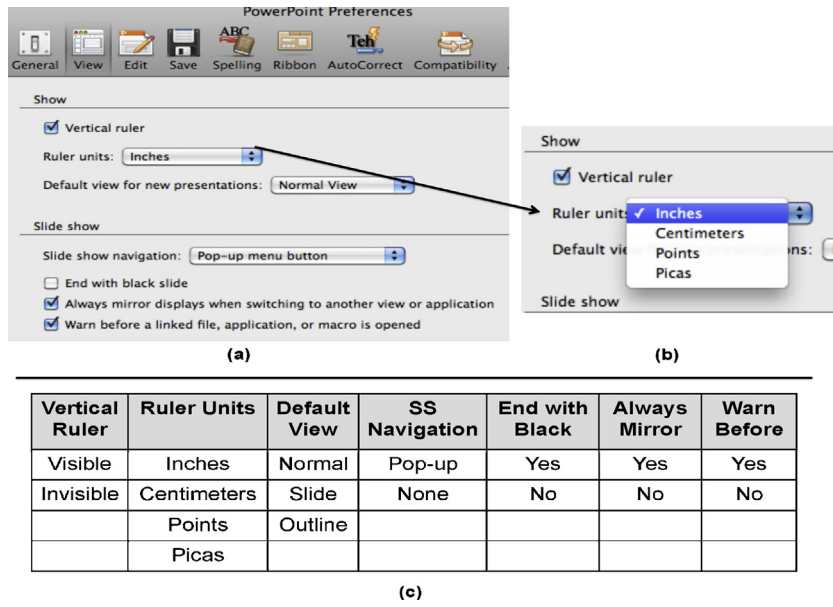 PowerPoint Preferences
ABC
Teh
General View Edit Save Spelling Ribbon AutoCorrect Compatibility
Show
Vertical ruler
Ruler units: Inches
Default view for new presentations: Normal View
Slide show
Slide show navigation: Pop-up menu button
End with black slide
Always mirror displays when switching to another view or application
Warn before a linked file, application, or macro is opened
(a)
Show
Vertical ruler
Ruler units ✓ Inches
Centimeters
Default vie ns:
Points
Picas
Slide show
(b)
Vertical Ruler Units Default SS End with Always Warn
Ruler View Navigation Black Mirror Before
Visible Inches Normal Pop-up Yes Yes Yes
Invisible Centimeters Slide None No No No
Points Outline
Picas
(c)